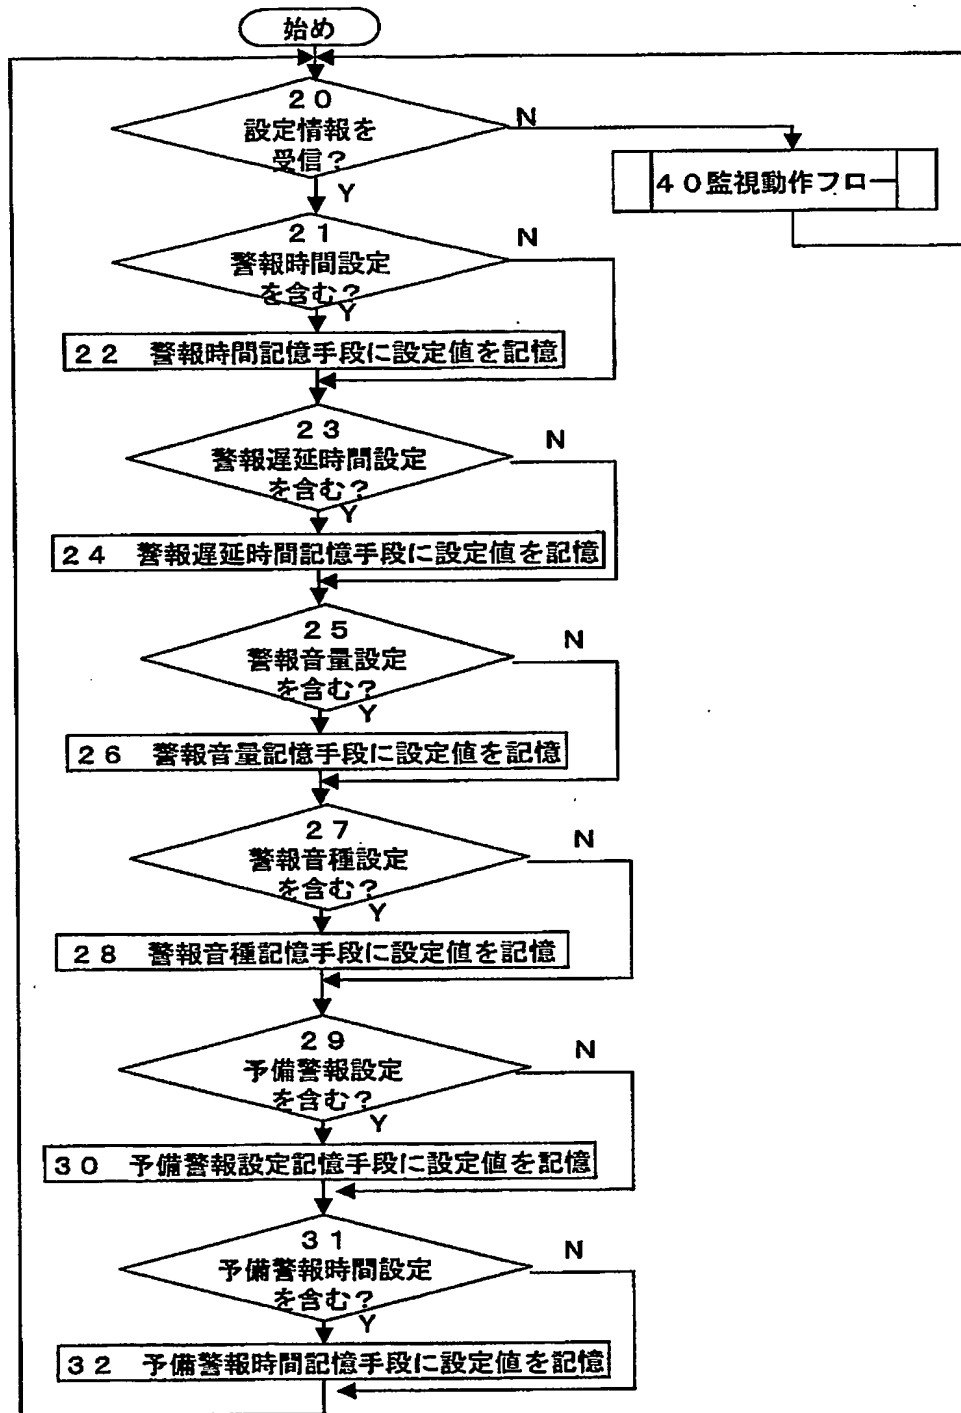 始め
２０
設定情報を
受信？
N
Y
４０監視動作フロー
２１
警報時間設定
を含む？
N
Y
２２　警報時間記憶手段に設定値を記憶
２３
警報遅延時間設定
を含む？
N
Y
２４　警報遅延時間記憶手段に設定値を記憶
２５
警報音量設定
を含む？
N
Y
２６　警報音量記憶手段に設定値を記憶
２７
警報音種設定
を含む？
N
Y
２８　警報音種記憶手段に設定値を記憶
２９
予備警報設定
を含む？
N
Y
３０　予備警報設定記憶手段に設定値を記憶
３１
予備警報時間設定
を含む？
N
Y
３２　予備警報時間記憶手段に設定値を記憶